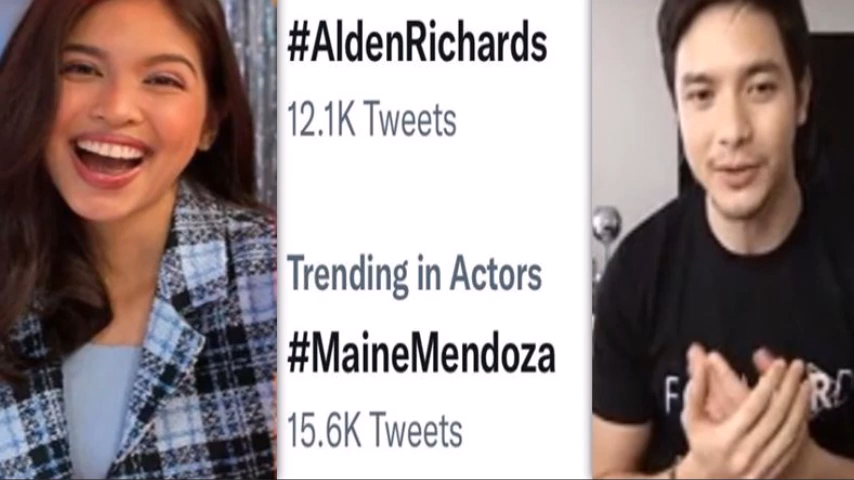 #AldenRichards
12.1K Tweets
Trending in Actors
#MaineMendoza
15.6K Tweets